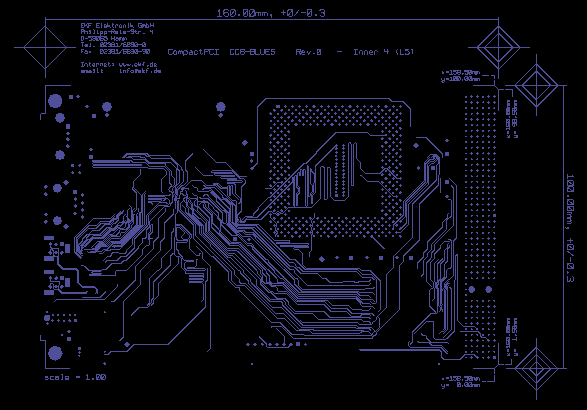 160.00mm, +0/-0.3
EKF Elektronik GmbH
Philipp-Reis-Str. 4
D-59065 Hamm
Tel. 02381/6890-0
Fax 02381/6890-90
CompactPCI CC8-BLUES Rev.0 - Inner 4 (L5)
Internet: www.ekf.de
email: info@ekf.de
x=158.50mm
y=100.00mm
100.00mm, +0/-0.3
scale = 1.00
x=158.50mm
y= 0.00mm